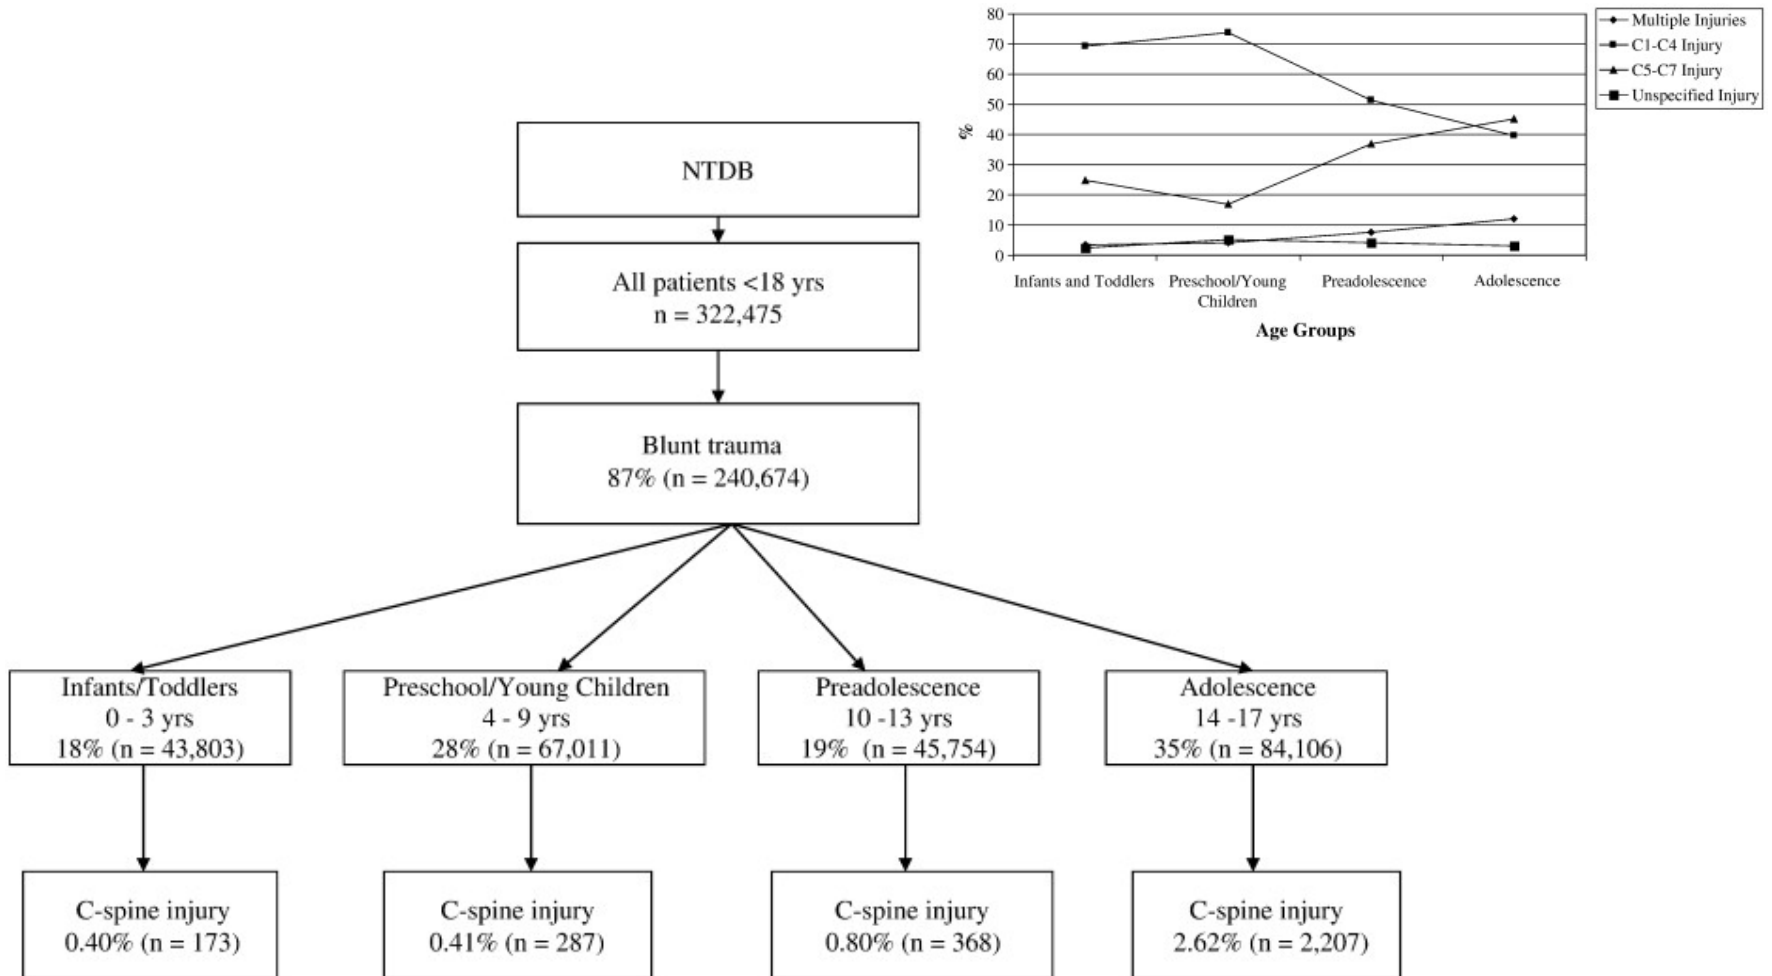 80
70
60
50
40
30
20
10
0
%
Infants and Toddlers
Preschool/Young
Children
Preadolescence
Adolescence
Age Groups
Multiple Injuries
C1-C4 Injury
C5-C7 Injury
Unspecified Injury
NTDB
All patients <18 yrs
n = 322,475
Blunt trauma
87% (n = 240,674)
Infants/Toddlers
0 - 3 yrs
18% (n = 43,803)
Preschool/Young Children
4 - 9 yrs
28% (n = 67,011)
Preadolescence
10 -13 yrs
19% (n = 45,754)
Adolescence
14 -17 yrs
35% (n = 84,106)
C-spine injury
0.40% (n = 173)
C-spine injury
0.41% (n = 287)
C-spine injury
0.80% (n = 368)
C-spine injury
2.62% (n = 2,207)